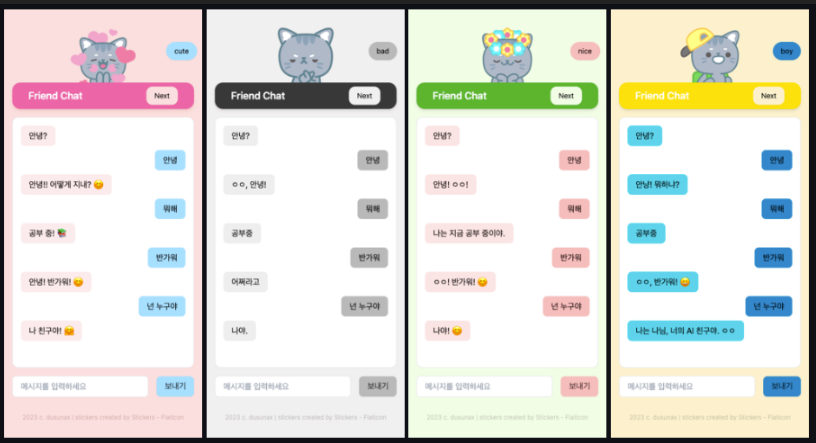 cute
Friend Chat
Next
안녕?
안녕
안녕!! 어떻게 지내? 😊
뭐해
공부 중! 📚
반가워
안녕! 반가워! 😊
넌 누구야
나 친구야! 🤗
메시지를 입력하세요
보내기
2023 c. dusunax | stickers created by Stickers - Flaticon
bad
Friend Chat
Next
안녕?
안녕
ㅇㅇ, 안녕!
뭐해
공부중
반가워
어쩌라고
넌 누구야
나야.
메시지를 입력하세요
보내기
2023 c. dusunax | stickers created by Stickers - Flaticon
nice
Friend Chat
Next
안녕?
안녕
안녕! ㅇㅇ!
뭐해
나는 지금 공부 중이야.
반가워
ㅇㅇ! 반가워! 😊
넌 누구야
나야! 😊
메시지를 입력하세요
보내기
2023 c. dusunax | stickers created by Stickers - Flaticon
boy
Friend Chat
Next
안녕?
안녕
안녕! 뭐하니?
뭐해
공부중
반가워
ㅇㅇ, 반가워! 😊
넌 누구야
나는 나님, 너의 AI 친구야. ㅇㅇ
메시지를 입력하세요
보내기
2023 c. dusunax | stickers created by Stickers - Flaticon